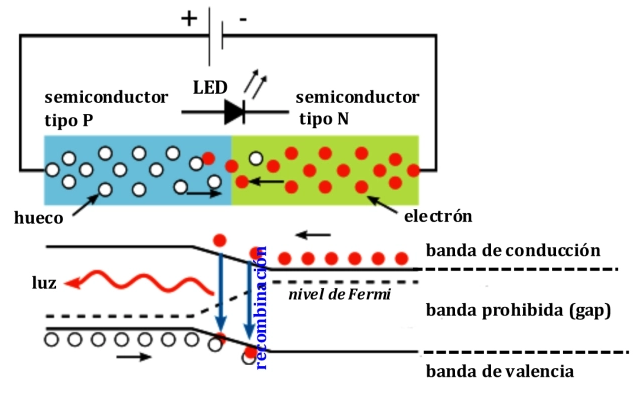 + -
LED
semiconductor
tipo P
semiconductor
tipo N
hueco
electrón
banda de conducción
luz
recombinación
nivel de Fermi
banda prohibida (gap)
banda de valencia